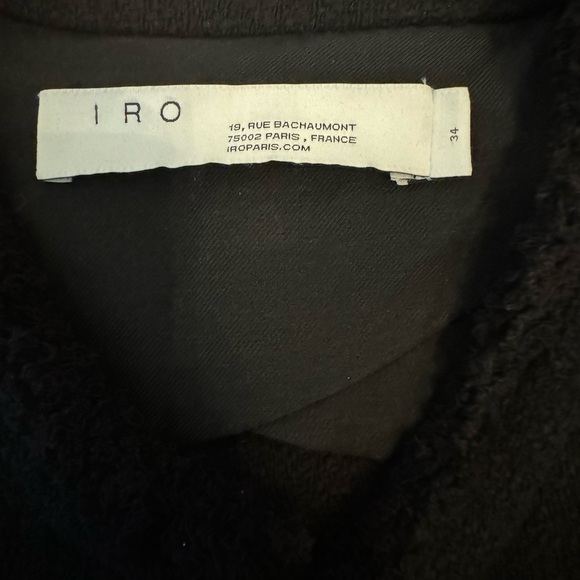 IRO
19, RUE BACHAUMONT
75002 PARIS , FRANCE
IROPARIS.COM
34